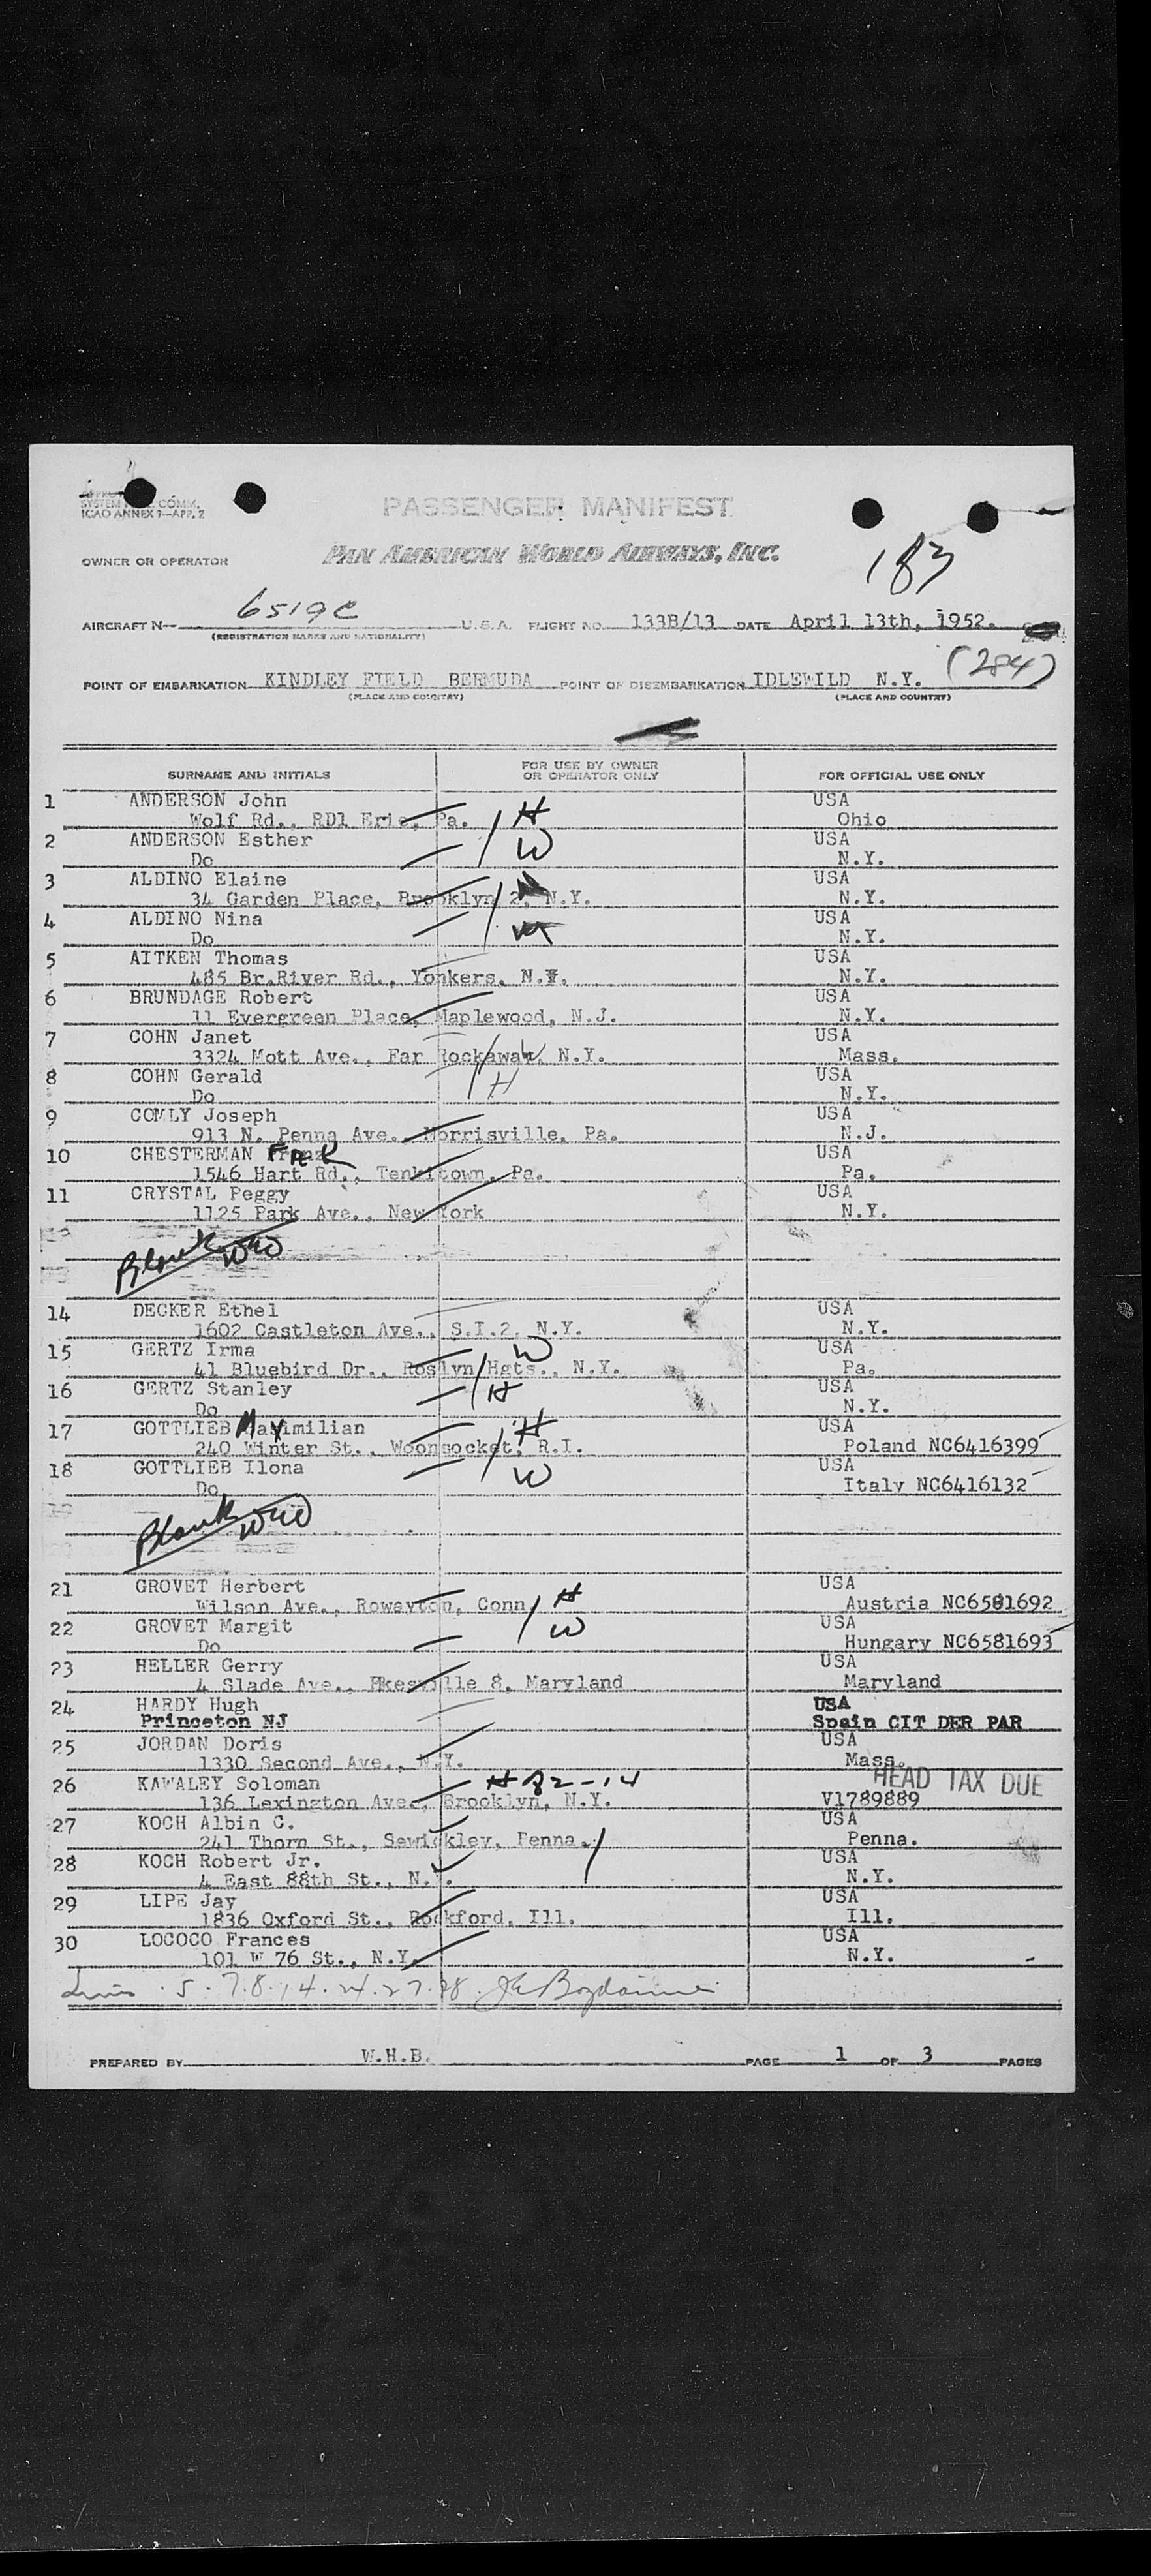 SYSTEM COMM.
ICAO ANNEX 9—APP. 2
PASSENGER MANIFEST
OWNER OR OPERATOR PAN AMERICAN WORLD AIRWAYS, INC.
183
AIRCRAFT N— 6519C U.S.A. FLIGHT NO. 133B/13 DATE April 13th, 1952.
(REGISTRATION MARKS AND NATIONALITY)
(284)
POINT OF EMBARKATION KINDLEY FIELD BERMUDA POINT OF DISEMBARKATION IDLEWILD N.Y.
(PLACE AND COUNTRY) (PLACE AND COUNTRY)
SURNAME AND INITIALS FOR USE BY OWNER OR OPERATOR ONLY FOR OFFICIAL USE ONLY
1 ANDERSON John H USA
Wolf Rd., RD1 Erie, Pa. Ohio
2 ANDERSON Esther W USA
Do N.Y.
3 ALDINO Elaine USA
34 Garden Place, Brooklyn 2, N.Y. N.Y.
4 ALDINO Nina USA
Do N.Y.
5 AITKEN Thomas USA
485 Br.River Rd., Yonkers, N.Y. N.Y.
6 BRUNDAGE Robert USA
11 Evergreen Place, Maplewood, N.J. N.Y.
7 COHN Janet USA
3324 Mott Ave., Far Rockaway, N.Y. Mass.
8 COHN Gerald H USA
Do N.Y.
9 COMLY Joseph USA
913 N. Penna Ave., Morrisville, Pa. N.J.
10 CHESTERMAN USA
1546 Hart Rd., Pa. Pa.
11 CRYSTAL Peggy USA
1125 Park Ave., New York N.Y.
Blank
14 DECKER Ethel USA
1602 Castleton Ave., S.I.2, N.Y. N.Y.
15 GERTZ Irma W USA
41 Bluebird Dr., Roslyn Hgts., N.Y. Pa.
16 GERTZ Stanley H USA
Do N.Y.
17 GOTTLIEB Maximilian H USA
240 Winter St., Woonsocket, R.I. Poland NC6416399
18 GOTTLIEB Ilona W USA
Do Italy NC6416132
Blank
21 GROVET Herbert H USA
Wilson Ave., Rowayton, Conn. Austria NC6581692
22 GROVET Margit W USA
Do Hungary NC6581693
23 HELLER Gerry USA
4 Slade Ave., Pikesville 8, Maryland Maryland
24 HARDY Hugh USA
Princeton NJ Spain CIT DER PAR
25 JORDAN Doris USA
1330 Second Ave., N.Y. Mass.
26 KAWALEY Soloman HEAD TAX DUE
136 Lexington Ave., Brooklyn, N.Y. V1789889
27 KOCH Albin C. USA
241 Thorn St., Sewickley, Penna. Penna.
28 KOCH Robert Jr. USA
4 East 88th St., N.Y. N.Y.
29 LIPE Jay USA
1836 Oxford St., Rockford, Ill. Ill.
30 LOCOCO Frances USA
101 W 76 St., N.Y. N.Y.
5 · 7 · 8 · 14 · 24 · 27 · 28
PREPARED BY W.H.B. PAGE 1 OF 3 PAGES